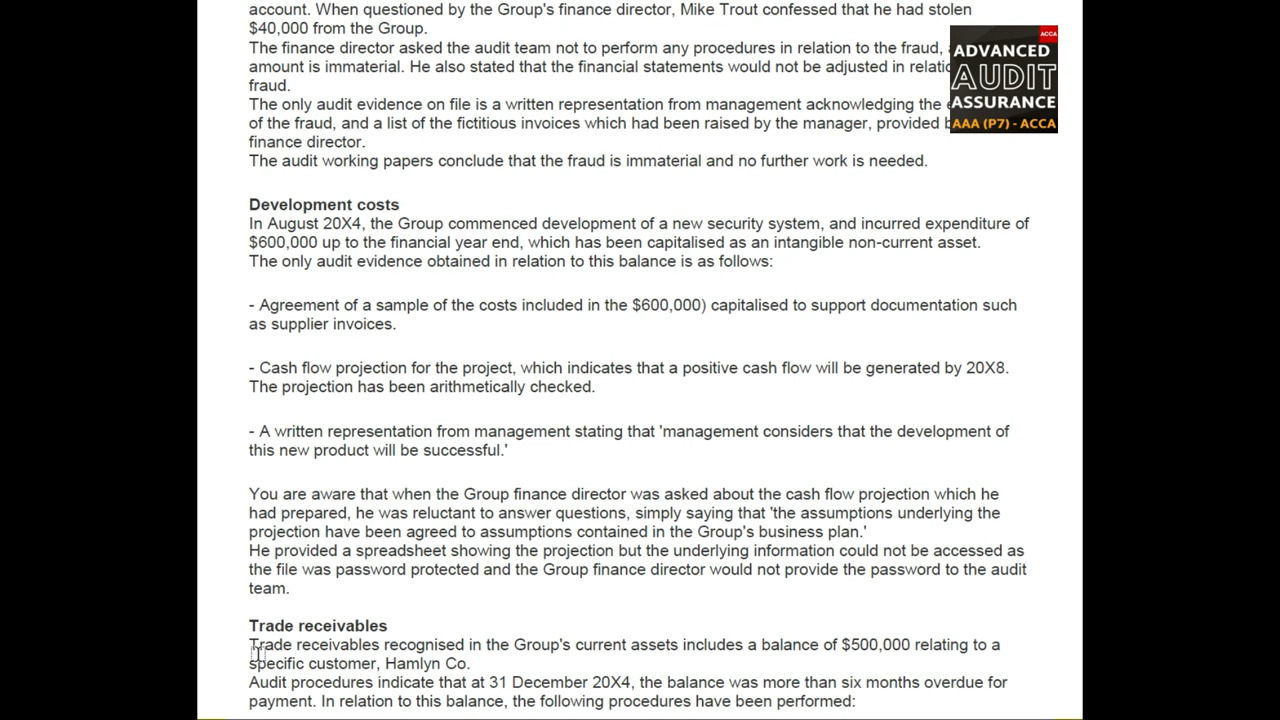 account. When questioned by the Group's finance director, Mike Trout confessed that he had stolen
$40,000 from the Group.
The finance director asked the audit team not to perform any procedures in relation to the fraud,
amount is immaterial. He also stated that the financial statements would not be adjusted in
fraud.
The only audit evidence on file is a written representation from management acknowledging the
of the fraud, and a list of the fictitious invoices which had been raised by the manager, provided
finance director.
The audit working papers conclude that the fraud is immaterial and no further work is needed.
ACCA
ADVANCED
AUDIT
ASSURANCE
AAA (P7) - ACCA
Development costs
In August 20X4, the Group commenced development of a new security system, and incurred expenditure of
$600,000 up to the financial year end, which has been capitalised as an intangible non-current asset.
The only audit evidence obtained in relation to this balance is as follows:
- Agreement of a sample of the costs included in the $600,000) capitalised to support documentation such
as supplier invoices.
- Cash flow projection for the project, which indicates that a positive cash flow will be generated by 20X8.
The projection has been arithmetically checked.
- A written representation from management stating that 'management considers that the development of
this new product will be successful.'
You are aware that when the Group finance director was asked about the cash flow projection which he
had prepared, he was reluctant to answer questions, simply saying that 'the assumptions underlying the
projection have been agreed to assumptions contained in the Group's business plan.'
He provided a spreadsheet showing the projection but the underlying information could not be accessed as
the file was password protected and the Group finance director would not provide the password to the audit
team.
Trade receivables
Trade receivables recognised in the Group's current assets includes a balance of $500,000 relating to a
specific customer, Hamlyn Co.
Audit procedures indicate that at 31 December 20X4, the balance was more than six months overdue for
payment. In relation to this balance, the following procedures have been performed: